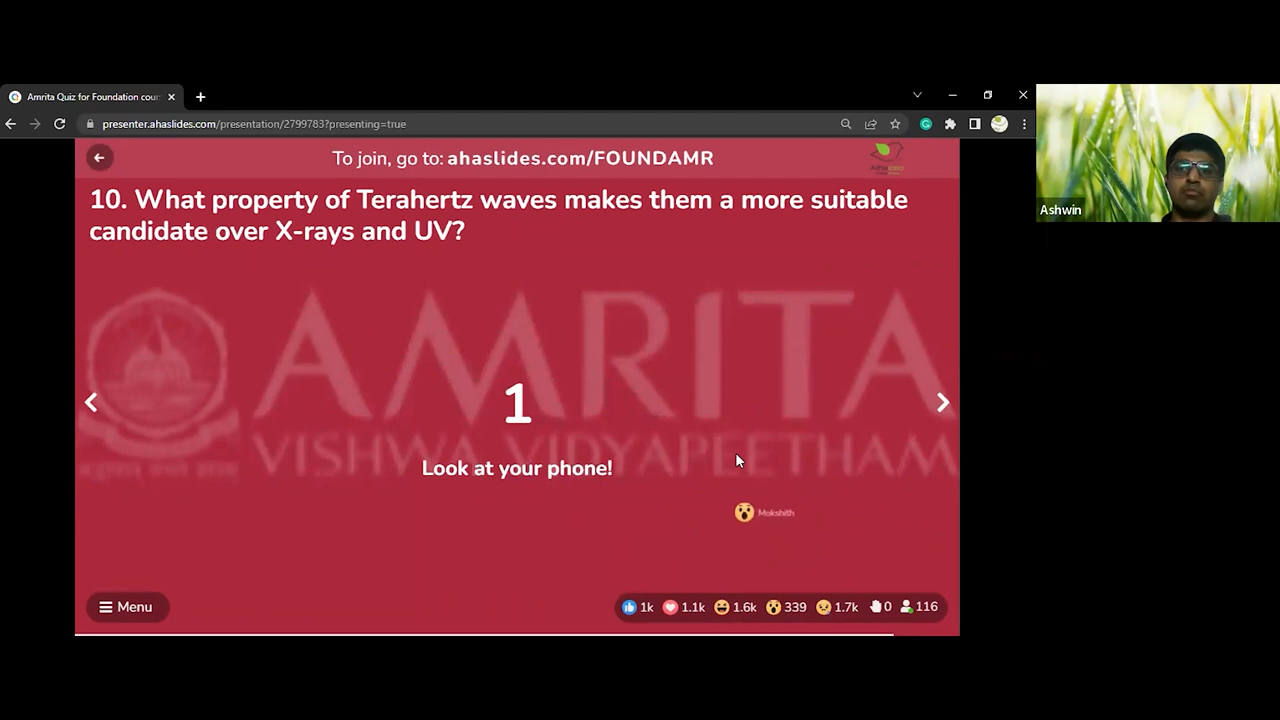 Amrita Quiz for Foundation cour
presenter.ahaslides.com/presentation/2799783?presenting=true
To join, go to: ahaslides.com/FOUNDAMR
10. What property of Terahertz waves makes them a more suitable
candidate over X-rays and UV?
AMRITA
VISHWA VIDYAPEETHAM
1
Look at your phone!
Mokshith
Menu
1k 1.1k 1.6k 339 1.7k 0 116
Ashwin